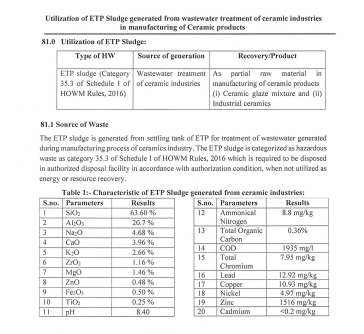 Utilization of ETP Sludge generated from wastewater treatment of ceramic industries
in manufacturing of Ceramic products
81.0 Utilization of ETP Sludge:
Type of HW Source of generation Recovery/Product
ETP sludge (Category Wastewater treatment As partial raw material in
35.3 of Schedule I of of ceramic industries manufacturing of ceramic products
HOWM Rules, 2016) (i) Ceramic glaze mixture and (ii)
Industrial ceramics
81.1 Source of Waste
The ETP sludge is generated from settling tank of ETP for treatment of wastewater generated
during manufacturing process of ceramics industry. The ETP sludge is categorized as hazardous
waste as category 35.3 of Schedule I of HOWM Rules, 2016 which is required to be disposed
in authorized disposal facility in accordance with authorization condition, when not utilized as
energy or resource recovery.
Table 1:- Characteristic of ETP Sludge generated from ceramic industries:
S.no. Parameters Results
1 SiO₂ 63.60 %
2 Al₂O₃ 20.7 %
3 Na₂O 4.68 %
4 CaO 3.96 %
5 K₂O 2.66 %
6 ZrO₂ 1.16 %
7 MgO 1.46 %
8 ZnO 0.48 %
9 Fe₂O₃ 0.50 %
10 TiO₂ 0.25 %
11 pH 8.40
S.no. Parameters Results
12 Ammonical 8.8 mg/kg
Nitrogen
13 Total Organic 0.36%
Carbon
14 COD 1935 mg/l
15 Total 7.95 mg/kg
Chromium
16 Lead 12.92 mg/kg
17 Copper 10.93 mg/kg
18 Nickel 4.97 mg/kg
19 Zinc 1516 mg/kg
20 Cadmium <0.2 mg/kg